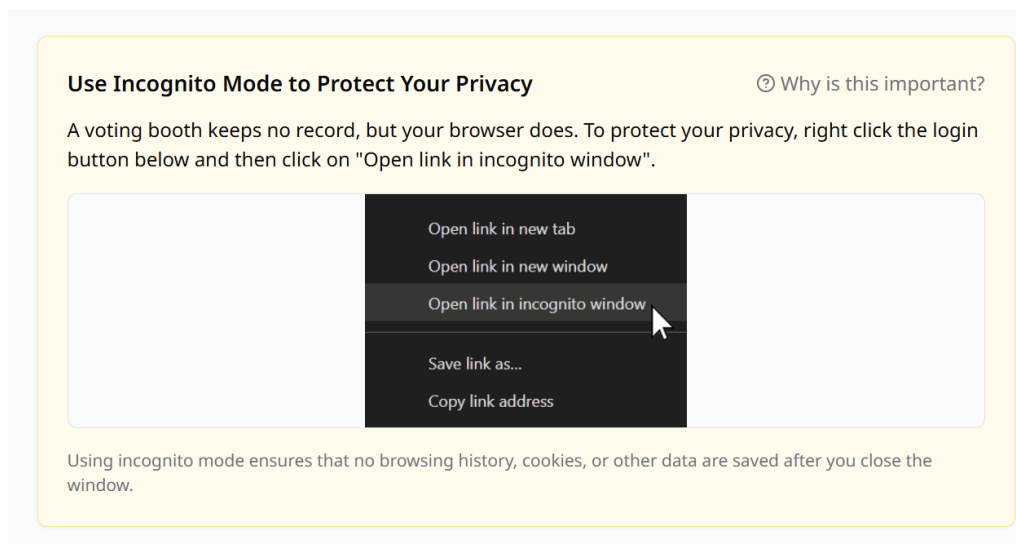 Use Incognito Mode to Protect Your Privacy
Why is this important?
A voting booth keeps no record, but your browser does. To protect your privacy, right click the login
button below and then click on "Open link in incognito window".
Open link in new tab
Open link in new window
Open link in incognito window
Save link as...
Copy link address
Using incognito mode ensures that no browsing history, cookies, or other data are saved after you close the
window.